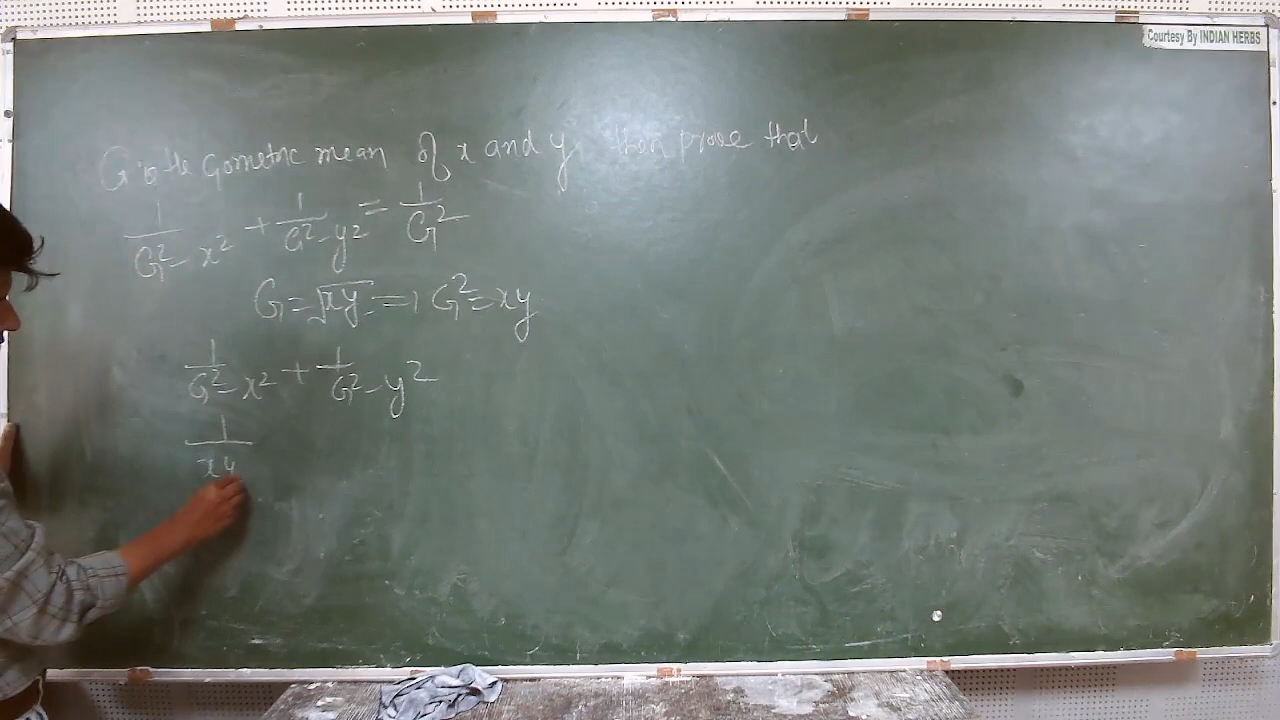 Courtesy By INDIAN HERBS
G is the Gometric mean of x and y, then prove that
1/(G² - x²) + 1/(G² - y²) = 1/G²
G = √xy ⇒ G² = xy
1/(G² - x²) + 1/(G² - y²)
1/xy